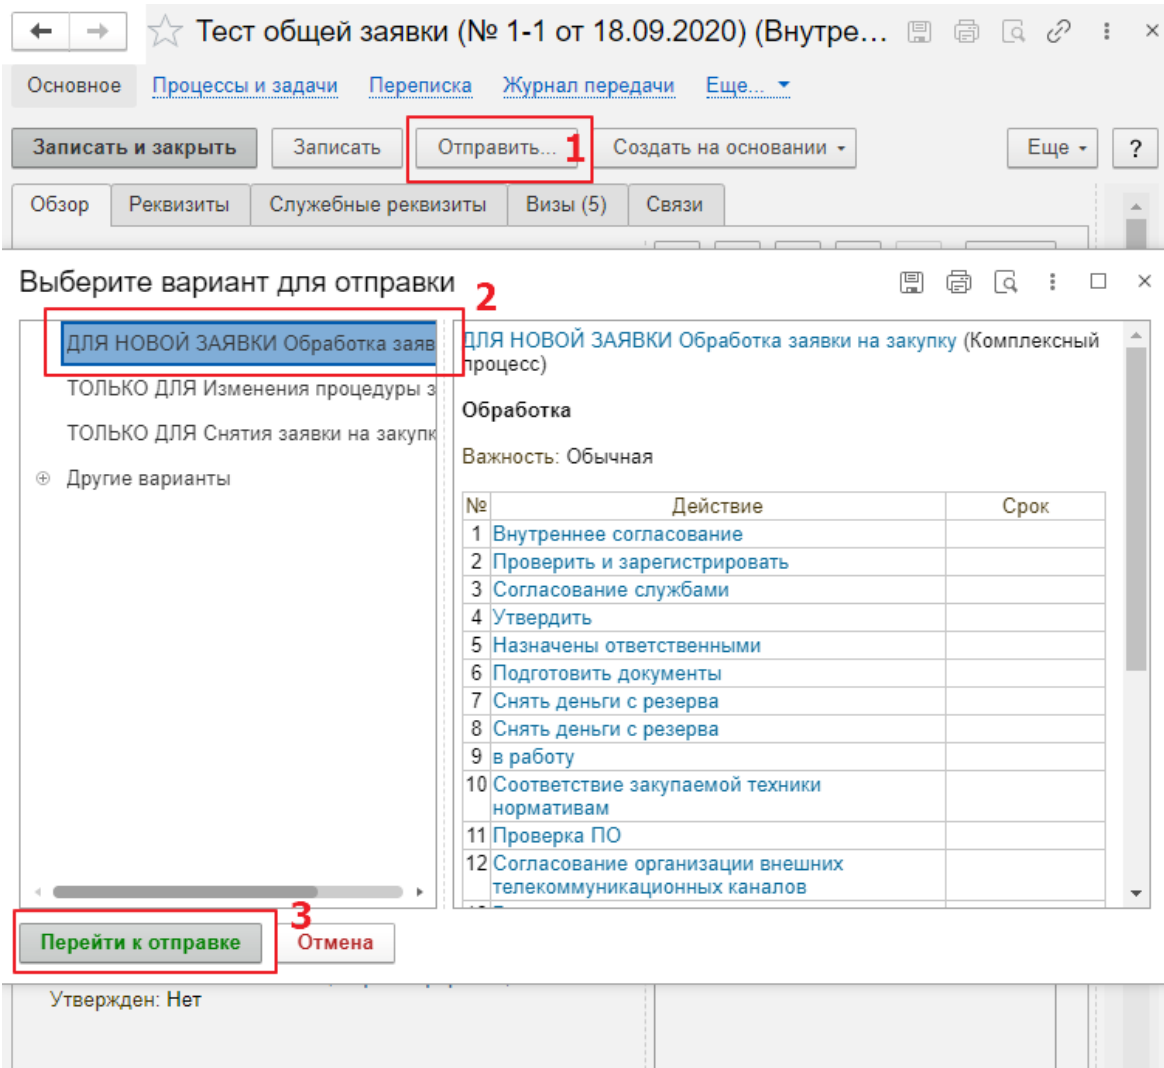 Тест общей заявки (№ 1-1 от 18.09.2020) (Внутре...
Основное Процессы и задачи Переписка Журнал передачи Еще...
Записать и закрыть Записать Отправить... 1 Создать на основании Еще ?
Обзор Реквизиты Служебные реквизиты Визы (5) Связи
Выберите вариант для отправки 2
ДЛЯ НОВОЙ ЗАЯВКИ Обработка заяв
ТОЛЬКО ДЛЯ Изменения процедуры з
ТОЛЬКО ДЛЯ Снятия заявки на закупк
Другие варианты
ДЛЯ НОВОЙ ЗАЯВКИ Обработка заявки на закупку (Комплексный
процесс)
Обработка
Важность: Обычная
№ Действие Срок
1 Внутреннее согласование
2 Проверить и зарегистрировать
3 Согласование службами
4 Утвердить
5 Назначены ответственными
6 Подготовить документы
7 Снять деньги с резерва
8 Снять деньги с резерва
9 в работу
10 Соответствие закупаемой техники
нормативам
11 Проверка ПО
12 Согласование организации внешних
телекоммуникационных каналов
3
Перейти к отправке Отмена
Утвержден: Нет